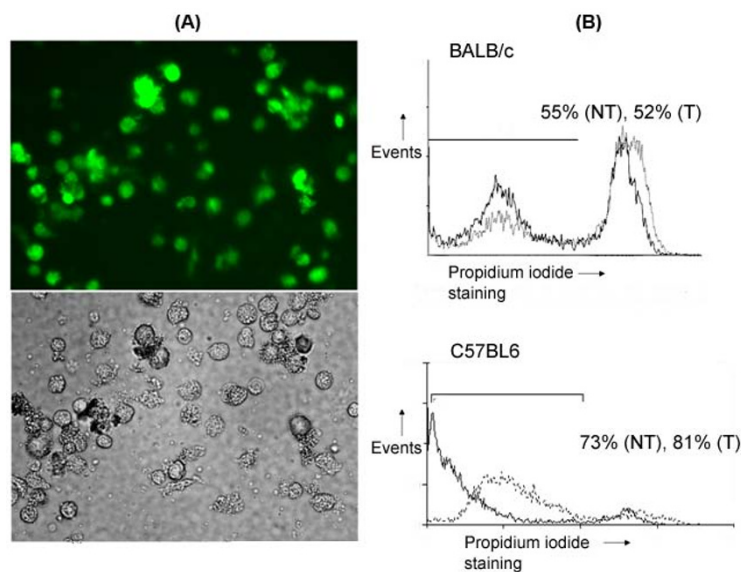 (A)
(B)
BALB/c
55% (NT), 52% (T)
Events
Propidium iodide
staining
C57BL6
73% (NT), 81% (T)
Events
Propidium iodide
staining